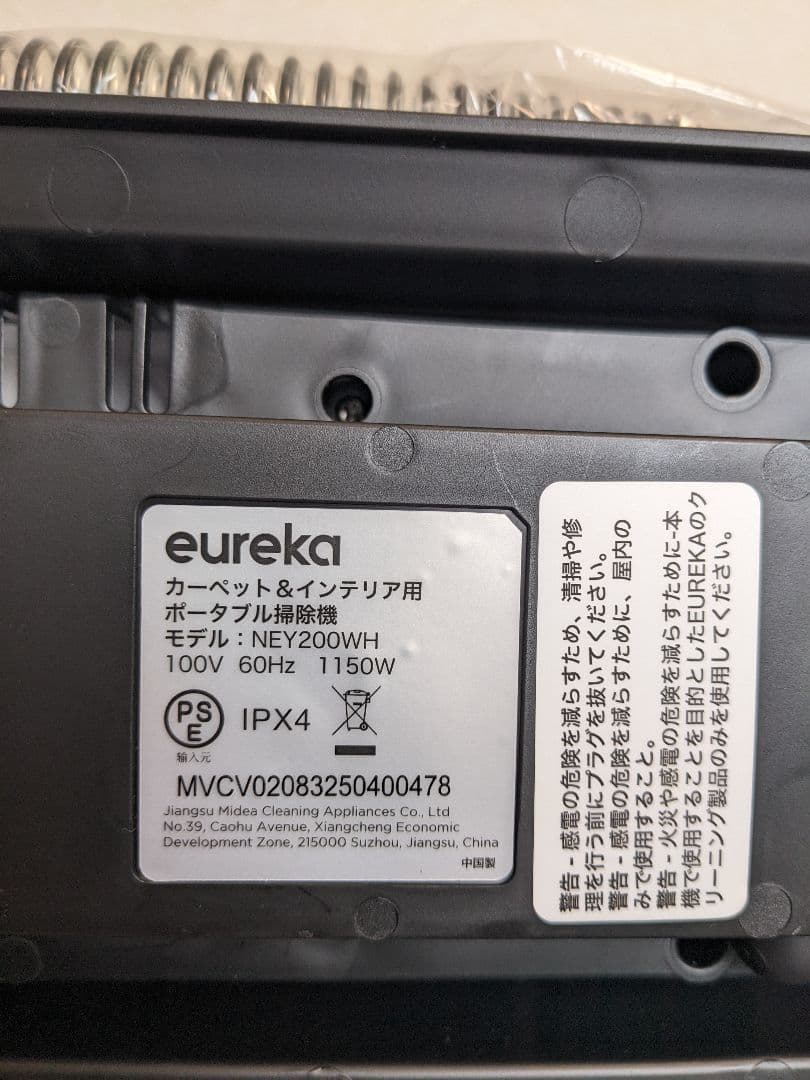 eureka
カーペット＆インテリア用
ポータブル掃除機
モデル：NEY200WH
100V 60Hz 1150W
PSE
IPX4
輸入元
MVCV02083250400478
Jiangsu Midea Cleaning Appliances Co., Ltd
No.39, Caohu Avenue, Xiangcheng Economic
Development Zone, 215000 Suzhou, Jiangsu, China
中国製
警告 - 感電の危険を減らすため、清掃や修
理を行う前にプラグを抜いてください。
警告 - 感電の危険を減らすために、屋内の
みで使用すること。
警告 - 火災や感電の危険を減らすために-本
機で使用することを目的としたEUREKAのク
リーニング製品のみを使用してください。